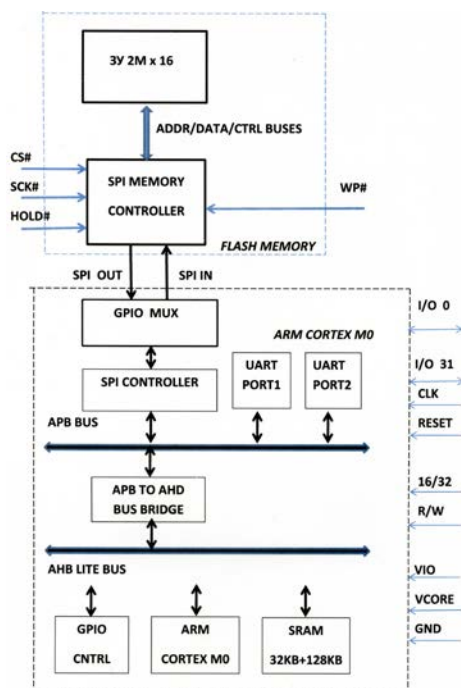 ЗУ 2М х 16
ADDR/DATA/CTRL BUSES
CS#
SCK#
HOLD#
SPI MEMORY
CONTROLLER
WP#
FLASH MEMORY
SPI OUT
SPI IN
GPIO MUX
I/O 0
ARM CORTEX M0
SPI CONTROLLER
UART
PORT1
UART
PORT2
I/O 31
CLK
RESET
APB BUS
APB TO AHD
BUS BRIDGE
16/32
R/W
AHB LITE BUS
VIO
VCORE
GND
GPIO
CNTRL
ARM
CORTEX M0
SRAM
32KB+128KB